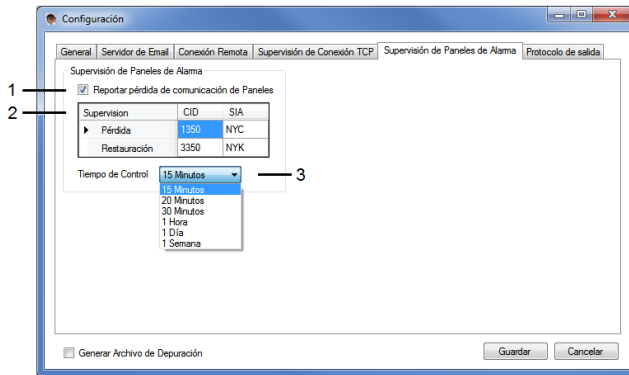 Configuración
General Servidor de Email Conexión Remota Supervisión de Conexión TCP Supervisión de Paneles de Alarma Protocolo de salida
Supervisión de Paneles de Alarma
1 Reportar pérdida de comunicación de Paneles
2 Supervision CID SIA
Pérdida 1350 NYC
Restauración 3350 NYK
Tiempo de Control 15 Minutos 3
15 Minutos
20 Minutos
30 Minutos
1 Hora
1 Día
1 Semana
Generar Archivo de Depuración Guardar Cancelar